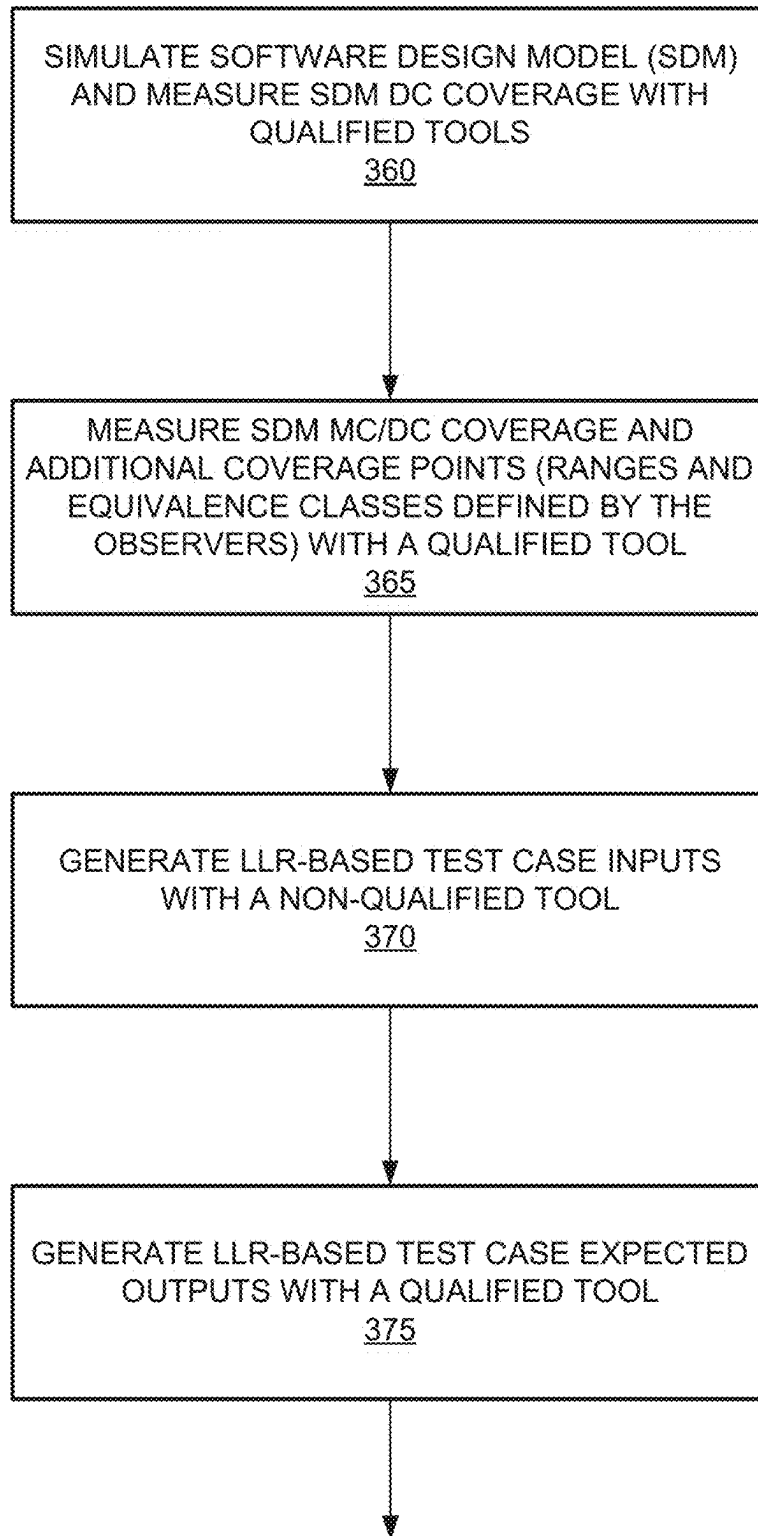 SIMULATE SOFTWARE DESIGN MODEL (SDM)
AND MEASURE SDM DC COVERAGE WITH
QUALIFIED TOOLS
360
MEASURE SDM MC/DC COVERAGE AND
ADDITIONAL COVERAGE POINTS (RANGES AND
EQUIVALENCE CLASSES DEFINED BY THE
OBSERVERS) WITH A QUALIFIED TOOL
365
GENERATE LLR-BASED TEST CASE INPUTS
WITH A NON-QUALIFIED TOOL
370
GENERATE LLR-BASED TEST CASE EXPECTED
OUTPUTS WITH A QUALIFIED TOOL
375